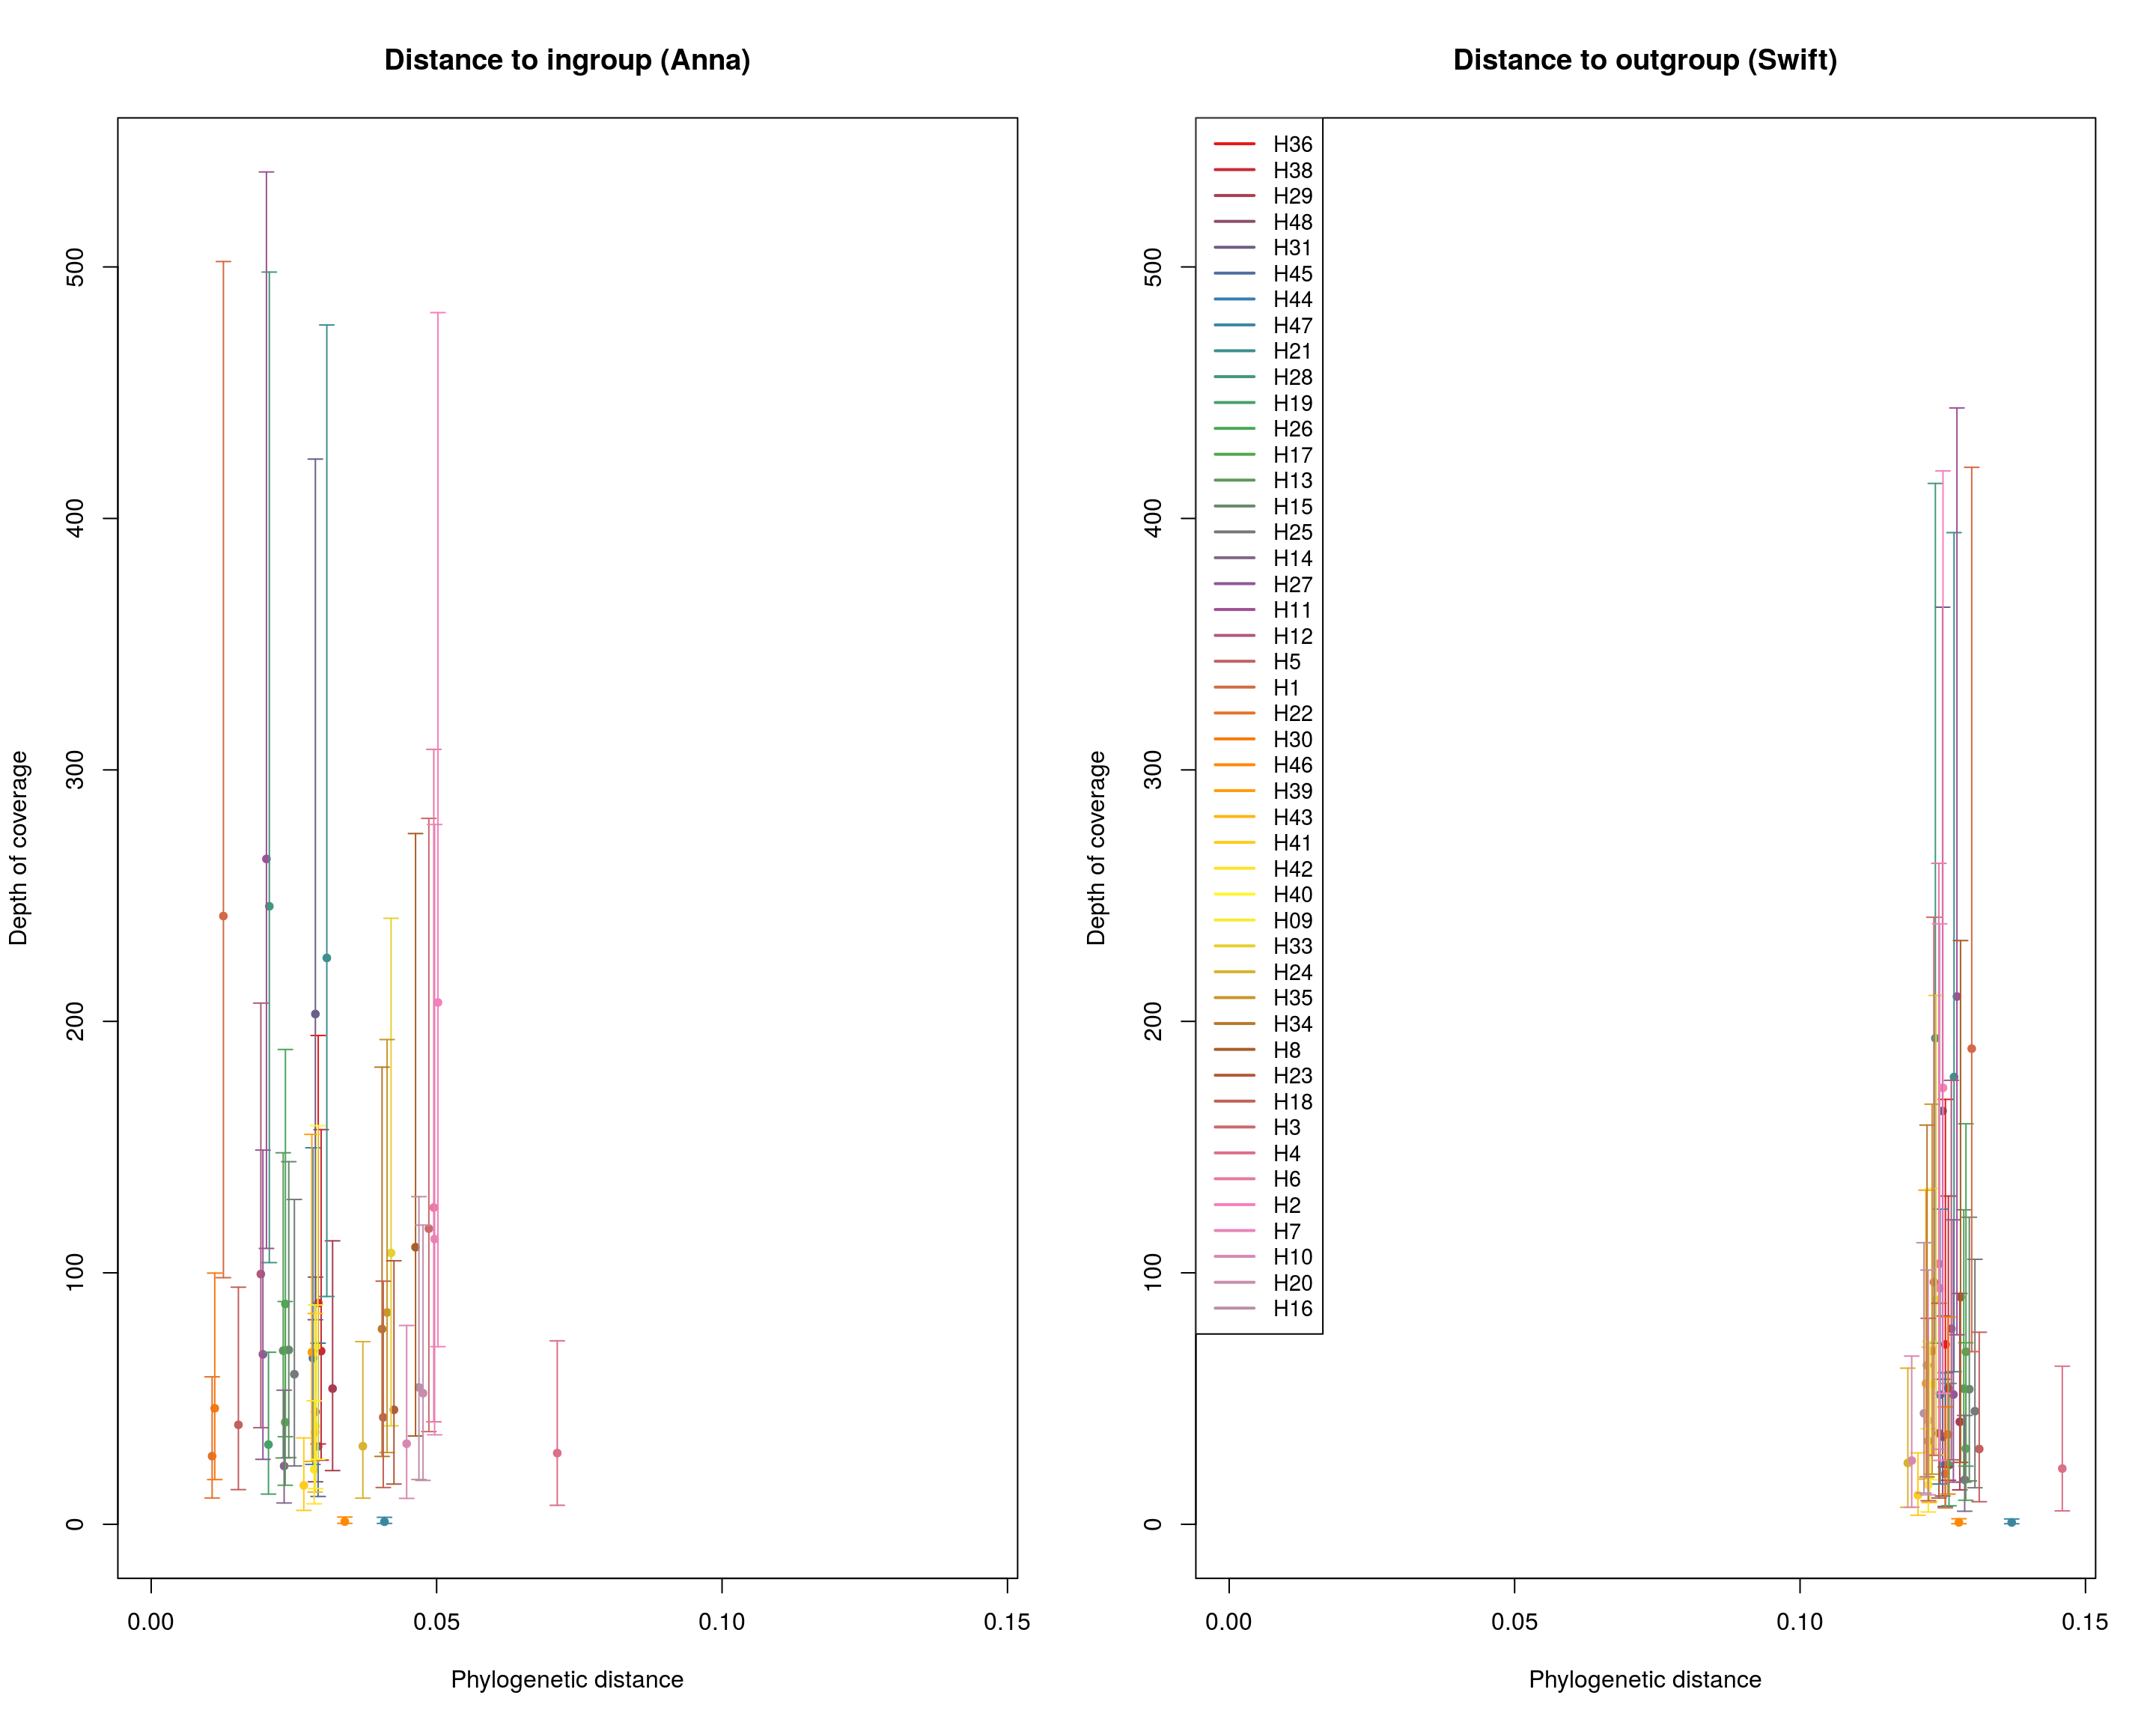 Distance to ingroup (Anna)
Depth of coverage
0
100
200
300
400
500
0.00
0.05
0.10
0.15
Phylogenetic distance
Distance to outgroup (Swift)
Depth of coverage
0
100
200
300
400
500
0.00
0.05
0.10
0.15
Phylogenetic distance
H36
H38
H29
H48
H31
H45
H44
H47
H21
H28
H19
H26
H17
H13
H15
H25
H14
H27
H11
H12
H5
H1
H22
H30
H46
H39
H43
H41
H42
H40
H09
H33
H24
H35
H34
H8
H23
H18
H3
H4
H6
H2
H7
H10
H20
H16